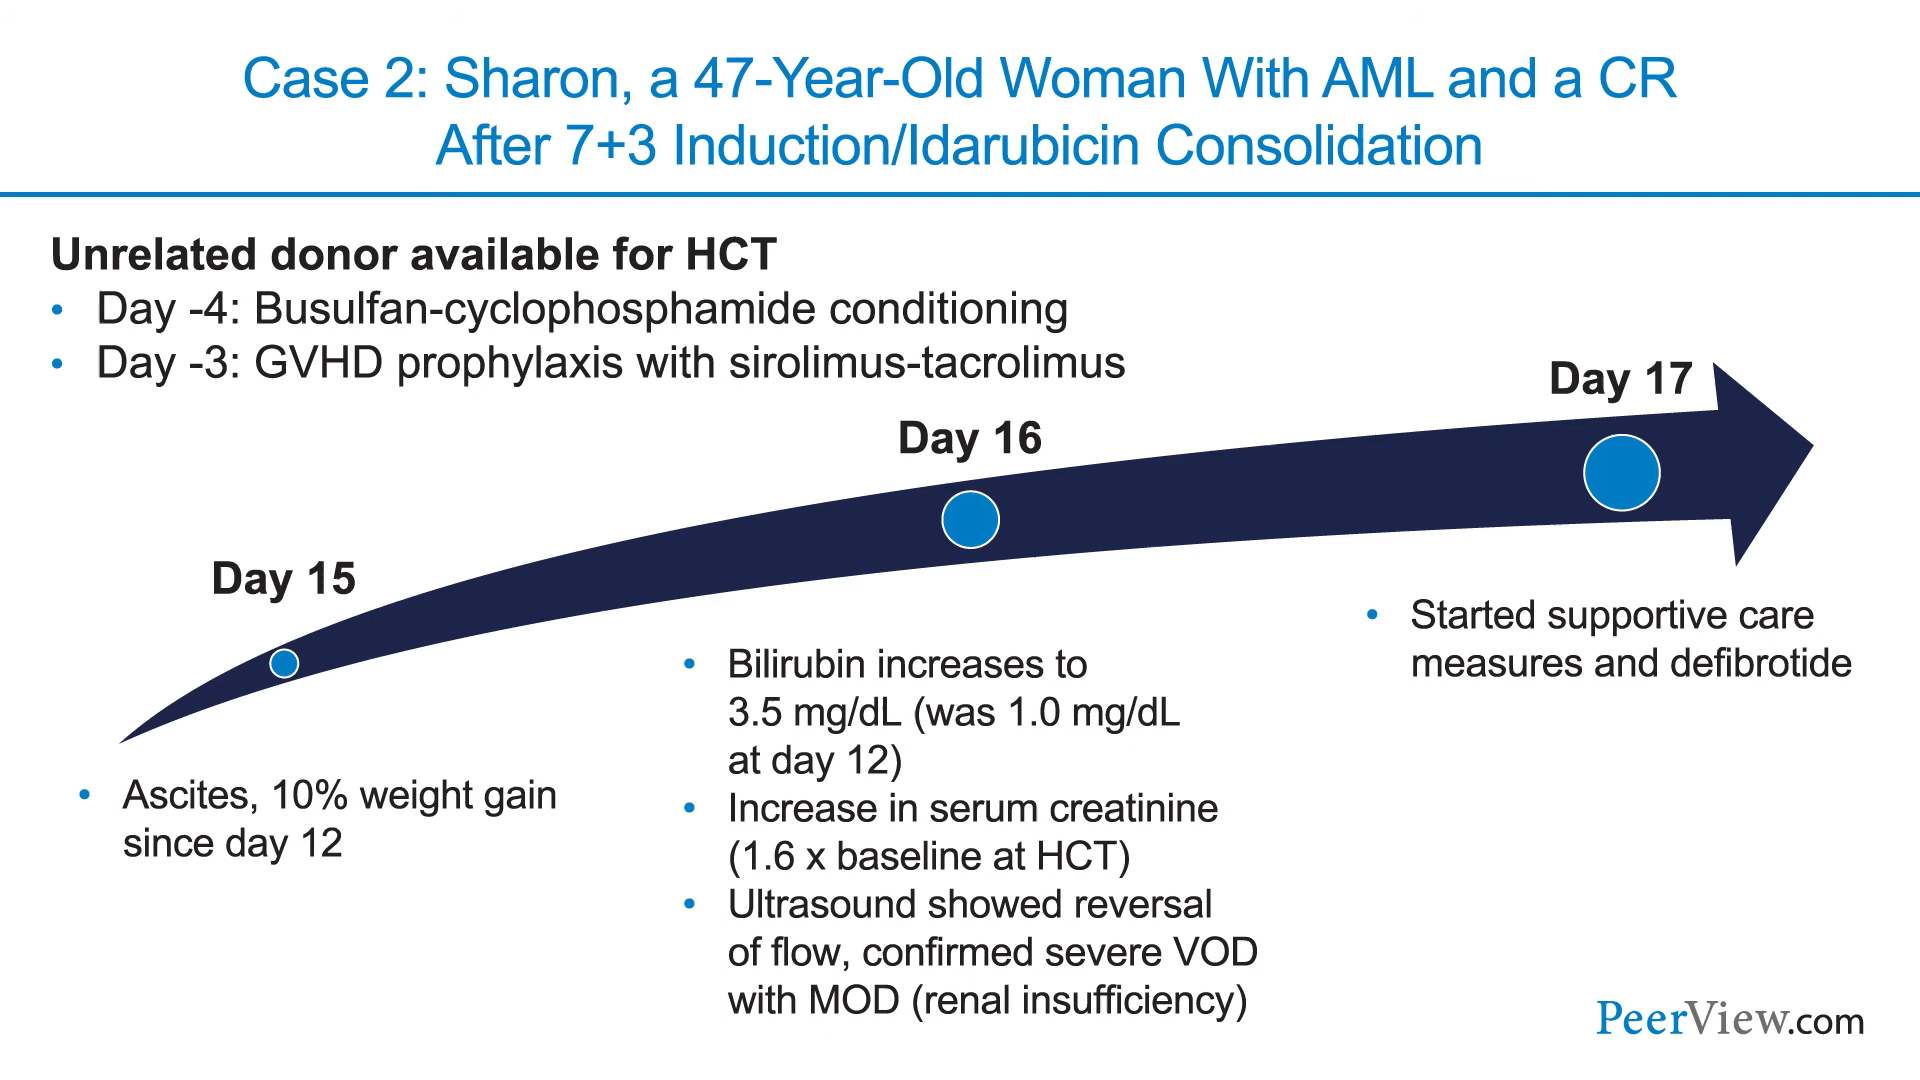 Case 2: Sharon, a 47-Year-Old Woman With AML and a CR
After 7+3 Induction/Idarubicin Consolidation
Unrelated donor available for HCT
• Day -4: Busulfan-cyclophosphamide conditioning
• Day -3: GVHD prophylaxis with sirolimus-tacrolimus
Day 15
• Ascites, 10% weight gain
since day 12
Day 16
• Bilirubin increases to
3.5 mg/dL (was 1.0 mg/dL
at day 12)
• Increase in serum creatinine
(1.6 x baseline at HCT)
• Ultrasound showed reversal
of flow, confirmed severe VOD
with MOD (renal insufficiency)
Day 17
• Started supportive care
measures and defibrotide
PeerView.com